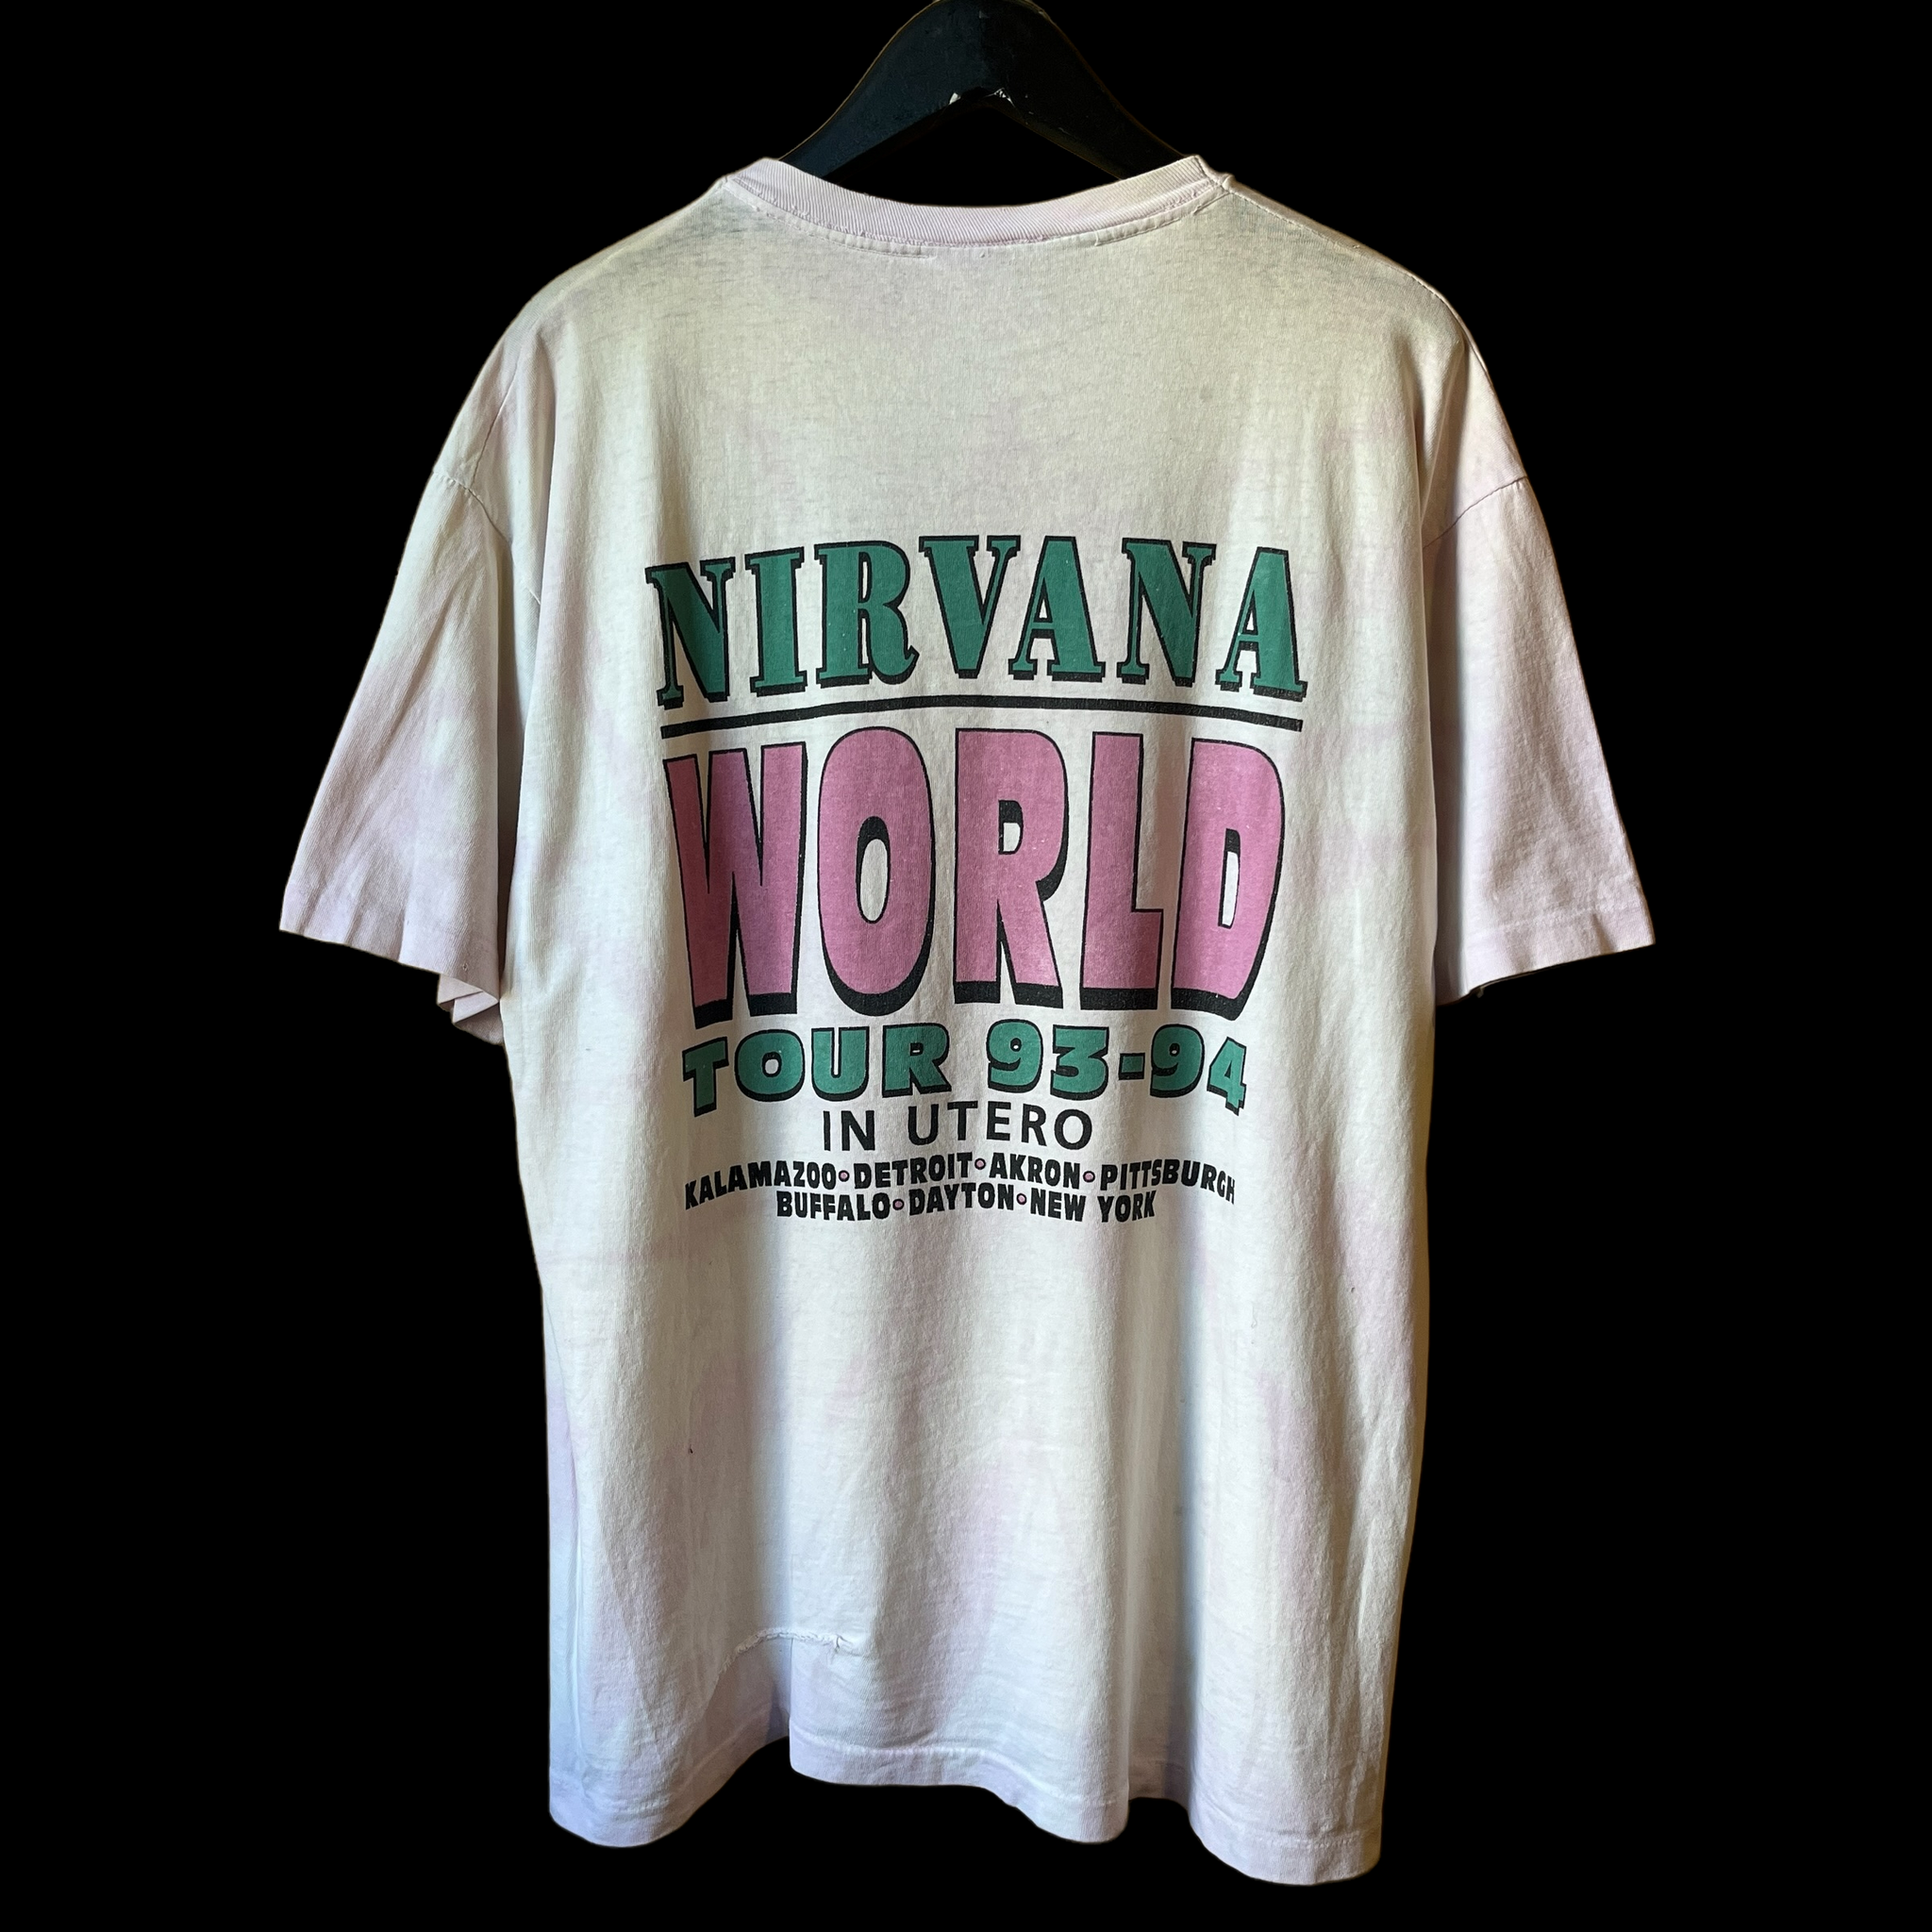 NIRVANA
WORLD
TOUR 93-94
IN UTERO
KALAMAZOO•DETROIT•AKRON•PITTSBURGH
BUFFALO•DAYTON•NEW YORK